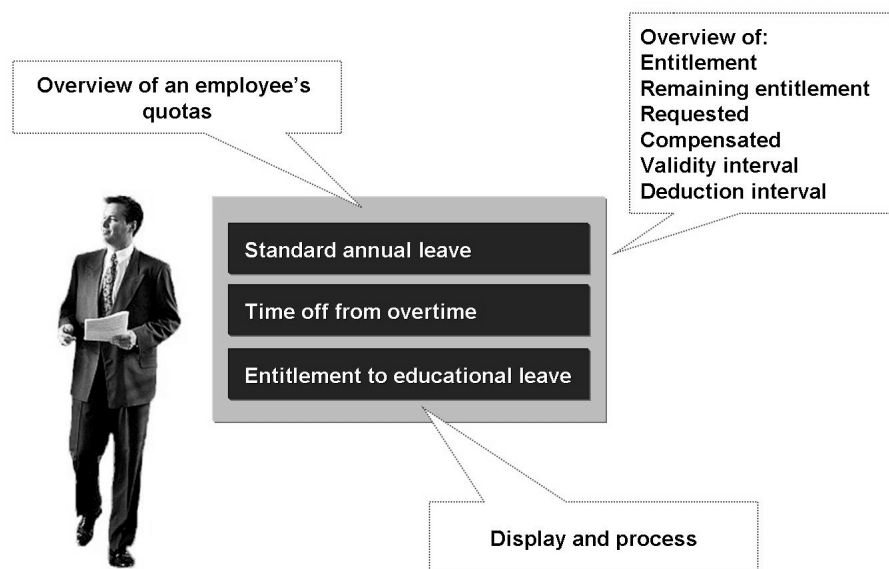 Overview of an employee’s
quotas
Overview of:
Entitlement
Remaining entitlement
Requested
Compensated
Validity interval
Deduction interval
Standard annual leave
Time off from overtime
Entitlement to educational leave
Display and process